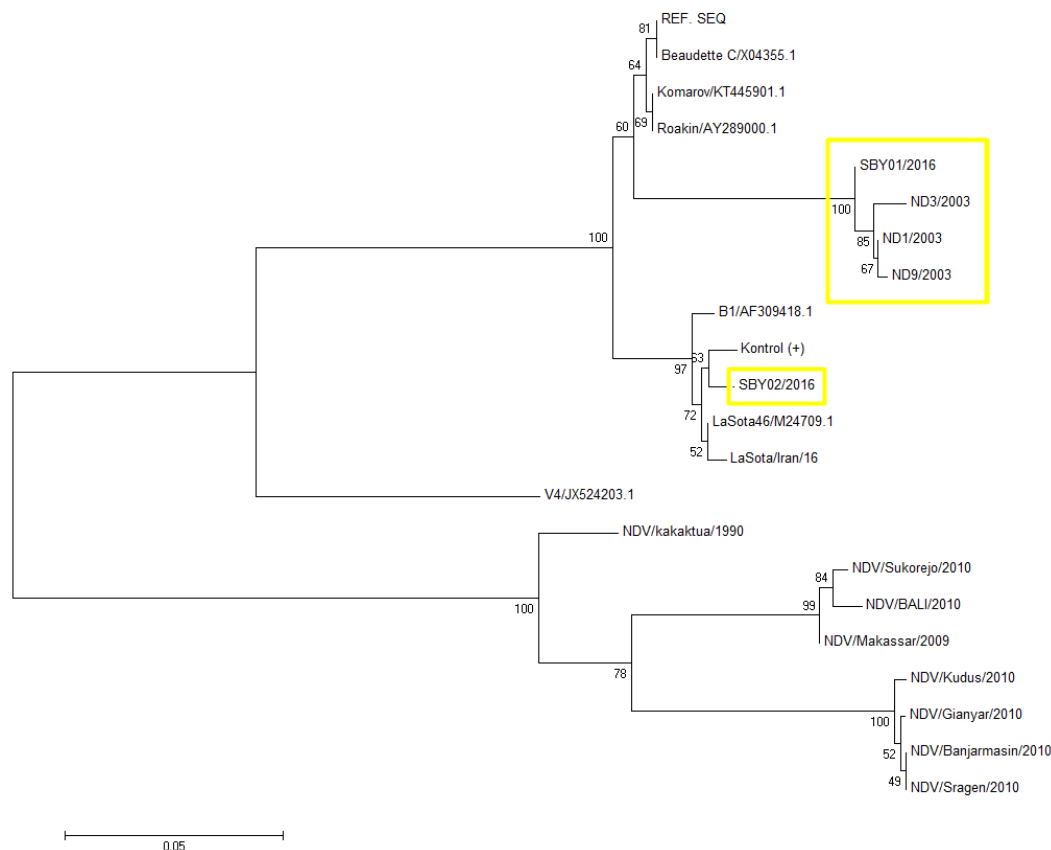 REF. SEQ
81
Beaudette C/X04355.1
64
Komarov/KT445901.1
69
Roakin/AY289000.1
60
SBY01/2016
100
ND3/2003
85
ND1/2003
67
ND9/2003
100
B1/AF309418.1
63
Kontrol (+)
97
SBY02/2016
72
LaSota46/M24709.1
52
LaSota/Iran/16
V4/JX524203.1
NDV/kakaktua/1990
100
NDV/Sukorejo/2010
84
NDV/BALI/2010
99
NDV/Makassar/2009
78
NDV/Kudus/2010
100
NDV/Gianyar/2010
52
NDV/Banjarmasin/2010
49
NDV/Sragen/2010
0.05